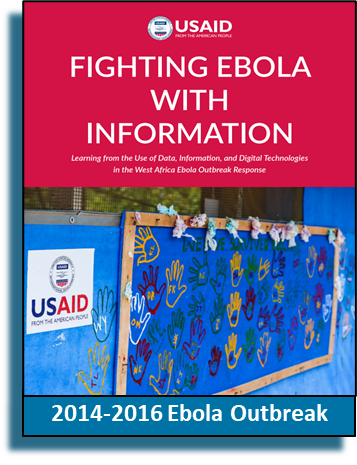 USAID
FROM THE AMERICAN PEOPLE
FIGHTING EBOLA
WITH
INFORMATION
Learning from the Use of Data, Information, and Digital Technologies
in the West Africa Ebola Outbreak Response
USAID
USAID
FROM THE AMERICAN PEOPLE
2014-2016 Ebola Outbreak